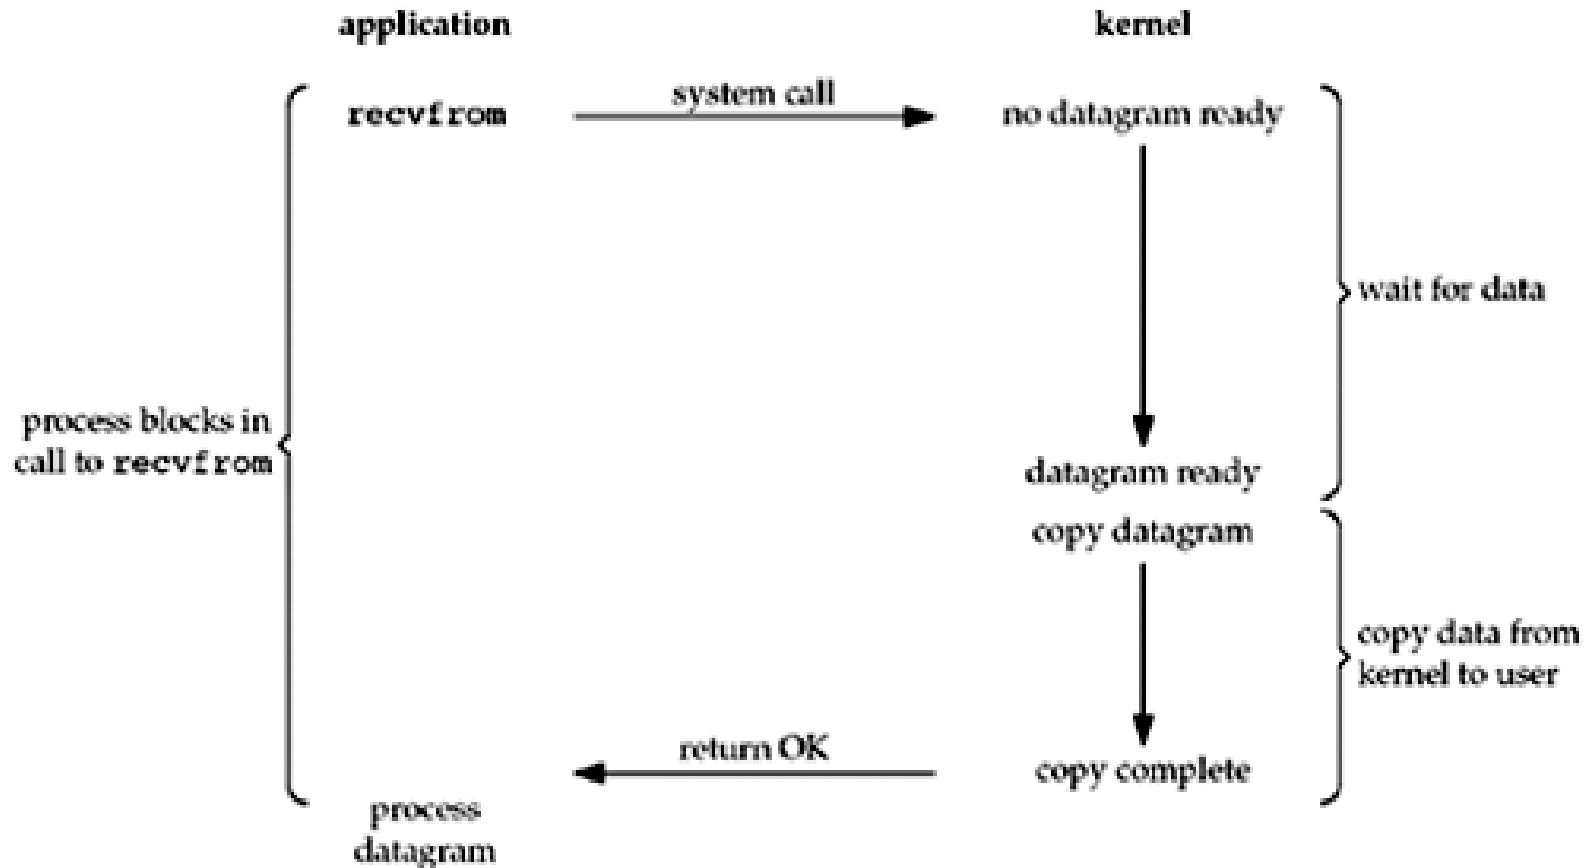 application
kernel
recvfrom
system call
no datagram ready
wait for data
process blocks in
call to recvfrom
datagram ready
copy datagram
copy data from
kernel to user
return OK
copy complete
process
datagram